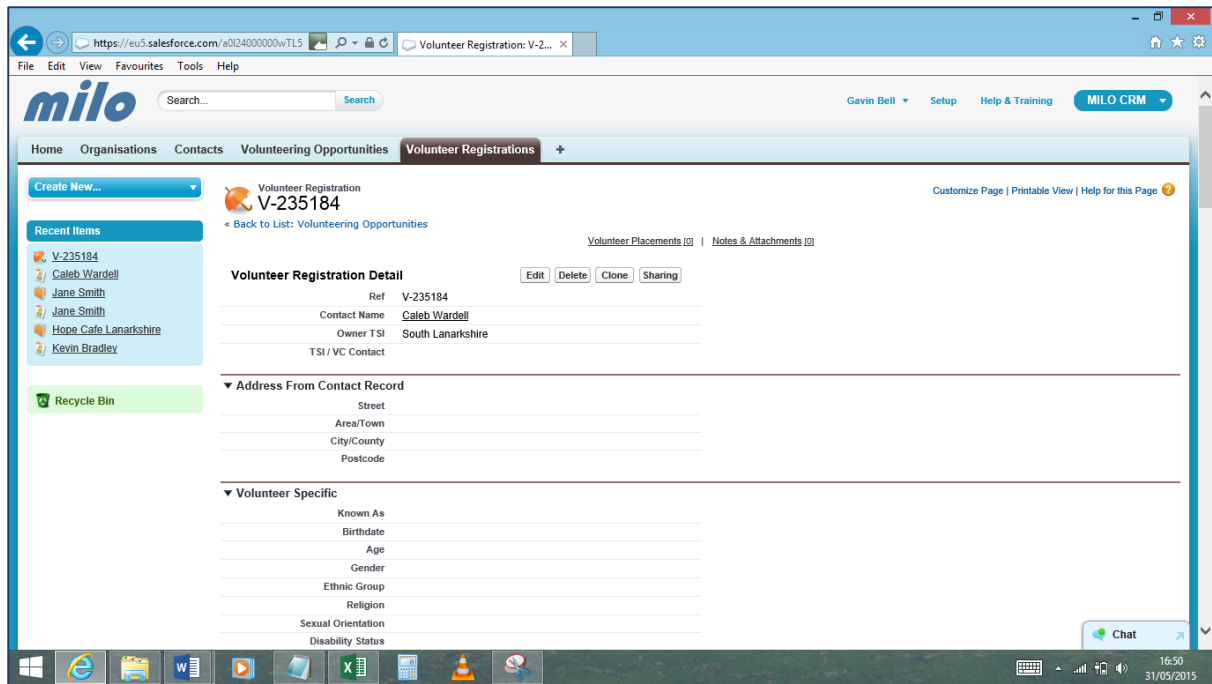 https://eu5.salesforce.com/a0I24000000wTL5
Volunteer Registration: V-2...
File Edit View Favourites Tools Help
milo
Search...
Search
Gavin Bell
Setup
Help & Training
MILO CRM
Home
Organisations
Contacts
Volunteering Opportunities
Volunteer Registrations
+
Create New...
Recent Items
V-235184
Caleb Wardell
Jane Smith
Jane Smith
Hope Cafe Lanarkshire
Kevin Bradley
Recycle Bin
Volunteer Registration
V-235184
« Back to List: Volunteering Opportunities
Customize Page | Printable View | Help for this Page
Volunteer Placements [0] | Notes & Attachments [0]
Volunteer Registration Detail
Edit Delete Clone Sharing
Ref V-235184
Contact Name Caleb Wardell
Owner TSI South Lanarkshire
TSI / VC Contact
Address From Contact Record
Street
Area/Town
City/County
Postcode
Volunteer Specific
Known As
Birthdate
Age
Gender
Ethnic Group
Religion
Sexual Orientation
Disability Status
Chat
16:50
31/05/2015